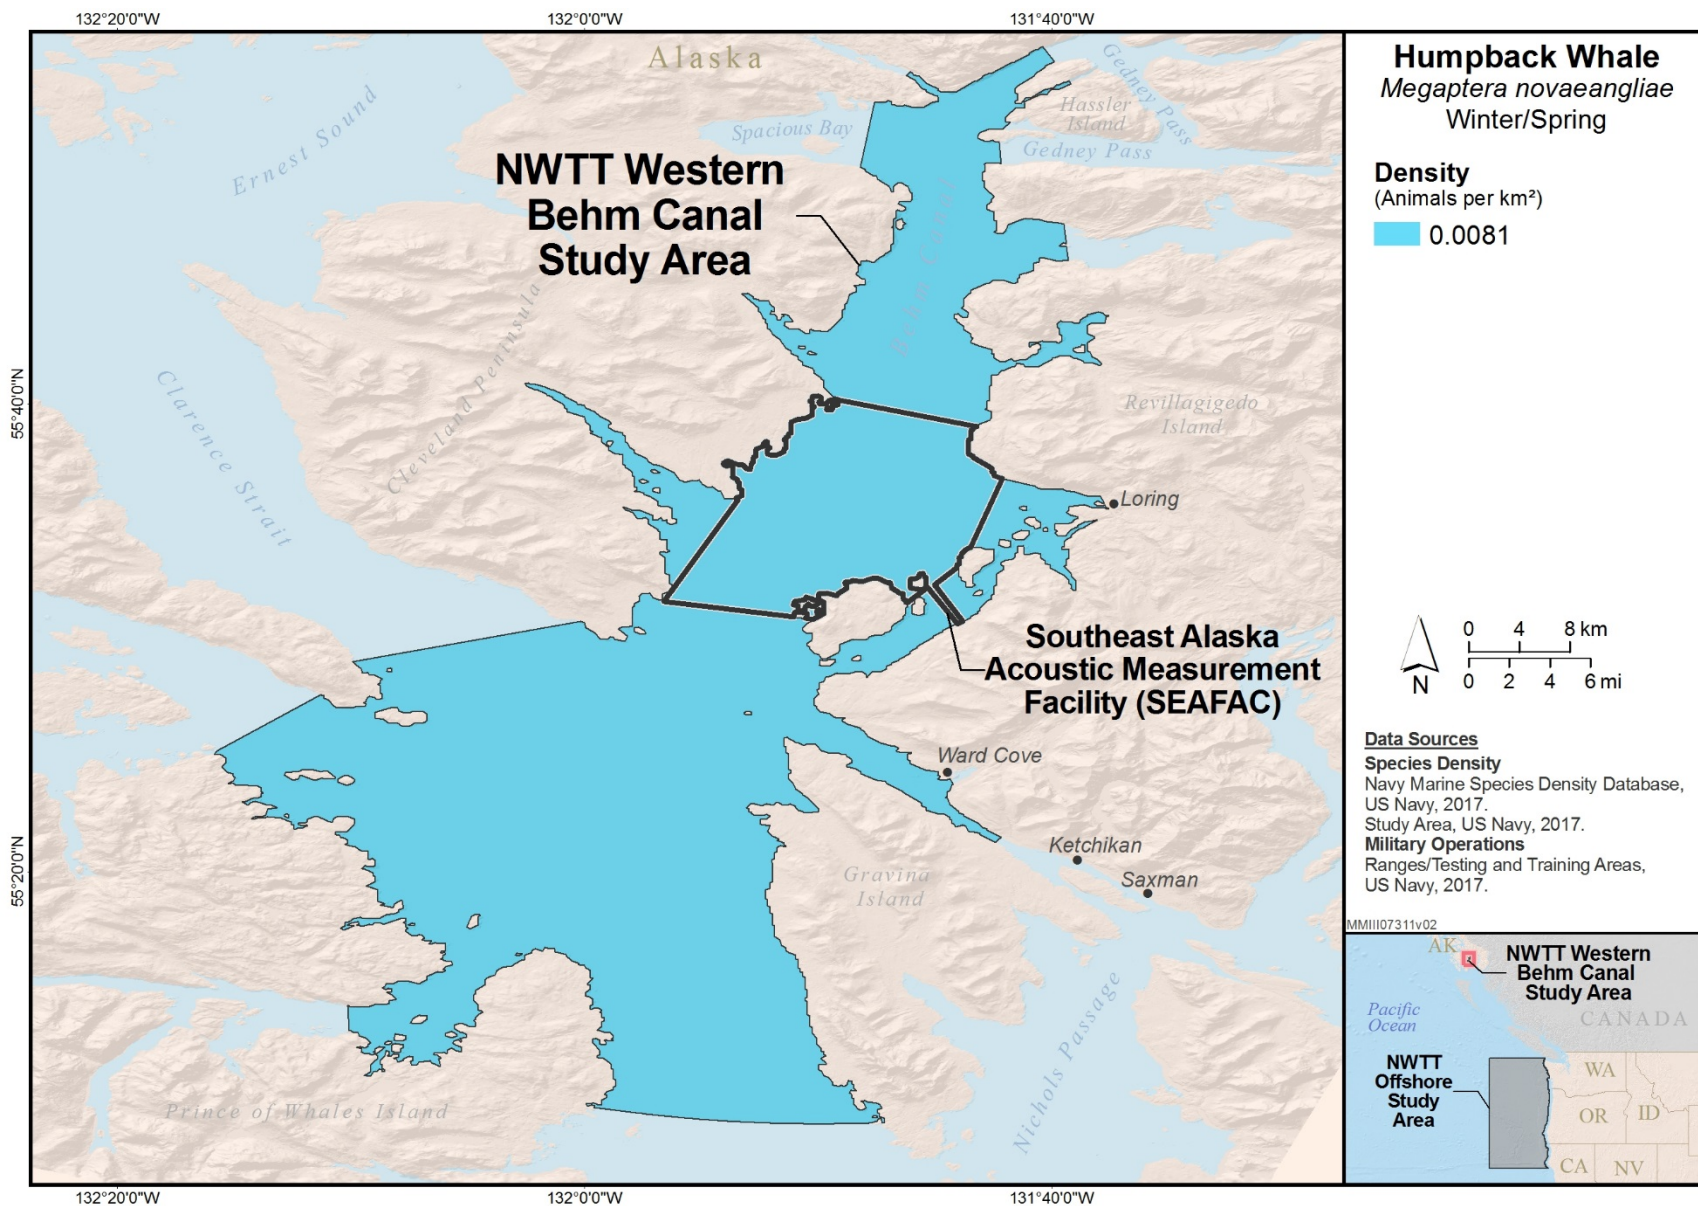 132°20'0"W
132°0'0"W
131°40'0"W
Alaska
Ernest Sound
Spacious Bay
Gedney Pass
Hassler
Island
Gedney Pass
NWTT Western
Behm Canal
Study Area
Behm Canal
Cleveland Peninsula
Clarence Strait
55°40'0"N
Revillagigedo
Island
Loring
Southeast Alaska
Acoustic Measurement
Facility (SEAFAC)
Ward Cove
Ketchikan
Saxman
Gravina
Island
55°20'0"N
Nichols Passage
Prince of Whales Island
132°20'0"W
132°0'0"W
131°40'0"W
Humpback Whale
Megaptera novaeangliae
Winter/Spring
Density
(Animals per km²)
0.0081
N
0 4 8 km
0 2 4 6 mi
Data Sources
Species Density
Navy Marine Species Density Database,
US Navy, 2017.
Study Area, US Navy, 2017.
Military Operations
Ranges/Testing and Training Areas,
US Navy, 2017.
MMIII07311v02
AK
NWTT Western
Behm Canal
Study Area
Pacific
Ocean
CANADA
NWTT
Offshore
Study
Area
WA
OR
ID
CA
NV